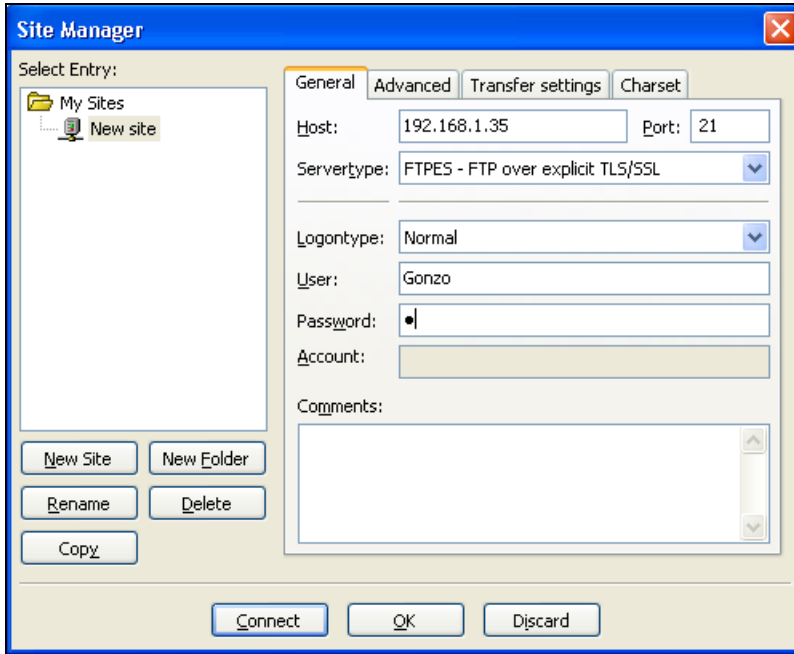 Site Manager
Select Entry:
My Sites
New site
New Site New Folder
Rename Delete
Copy
General Advanced Transfer settings Charset
Host: 192.168.1.35 Port: 21
Servertype: FTPES - FTP over explicit TLS/SSL
Logontype: Normal
User: Gonzo
Password: •
Account:
Comments:
Connect OK Discard